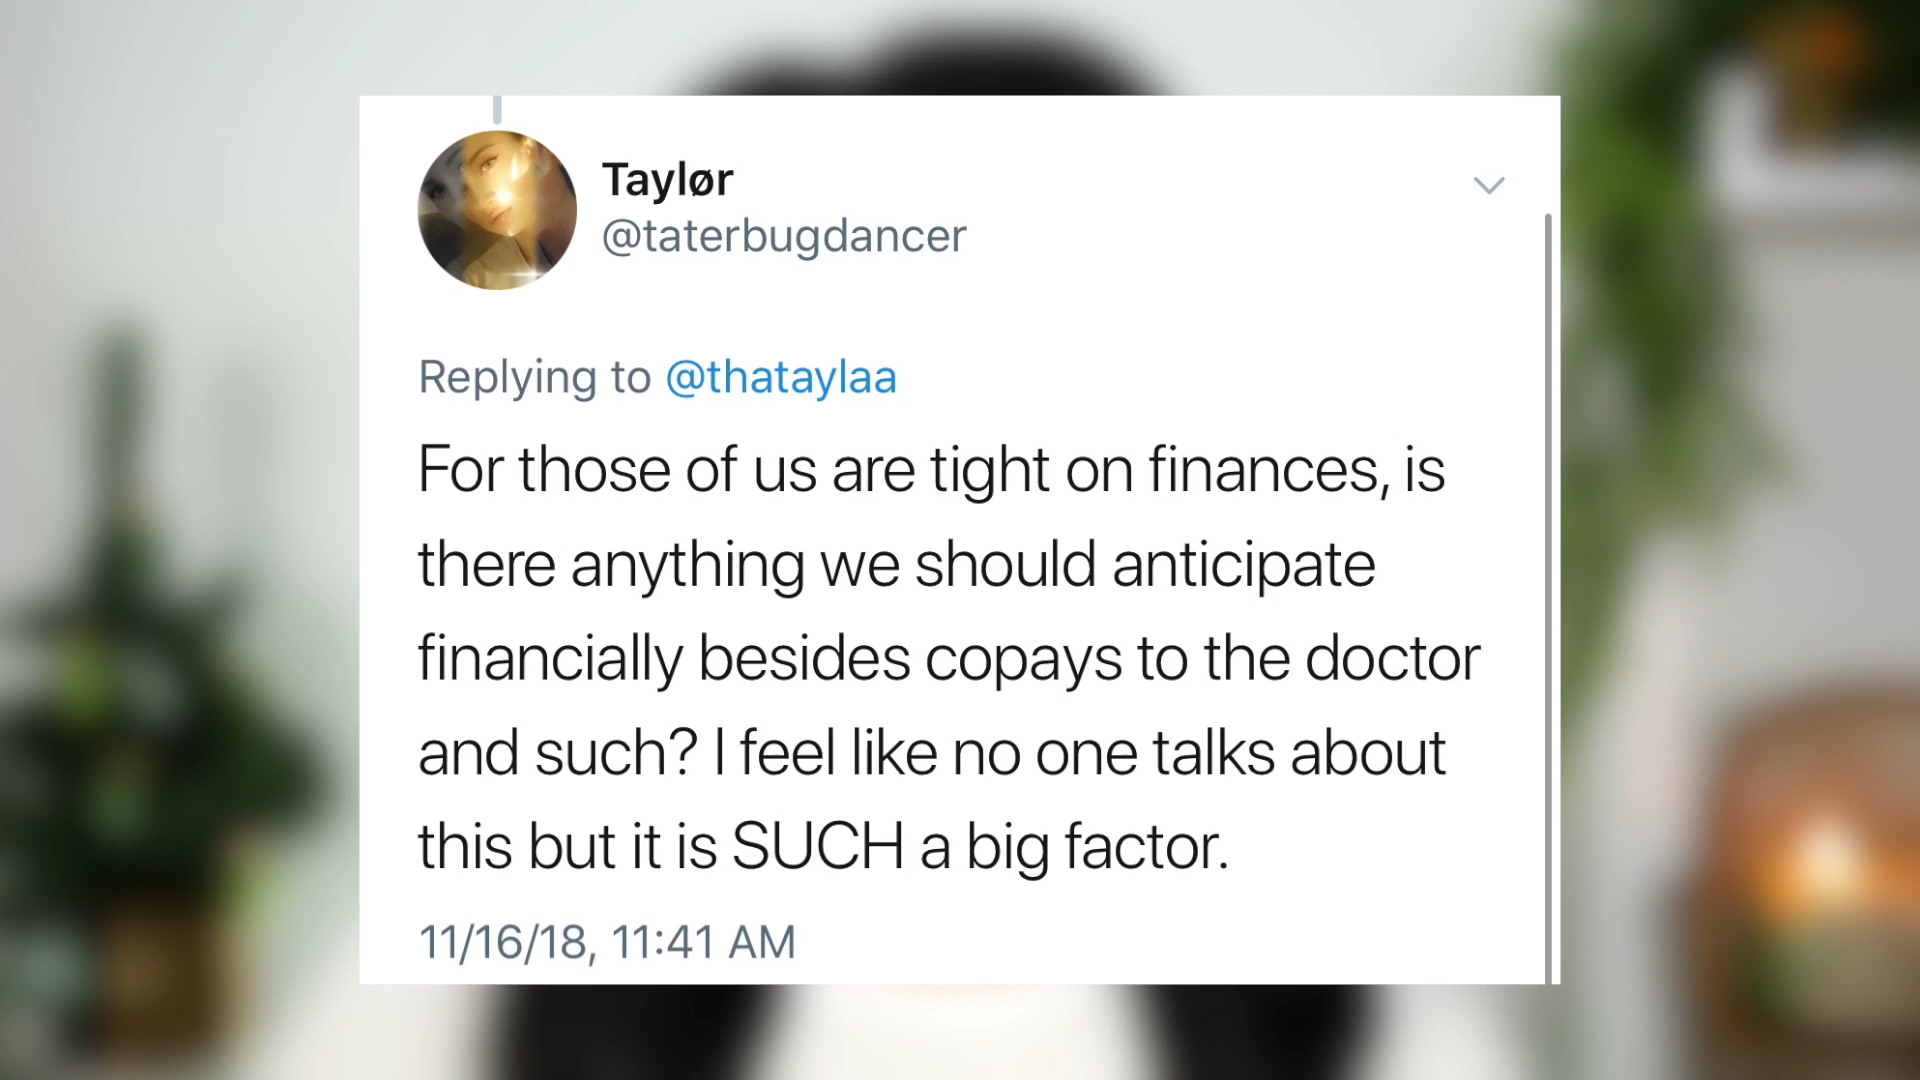 Taylør
@taterbugdancer
Replying to @thataylaa
For those of us are tight on finances, is
there anything we should anticipate
financially besides copays to the doctor
and such? I feel like no one talks about
this but it is SUCH a big factor.
11/16/18, 11:41 AM